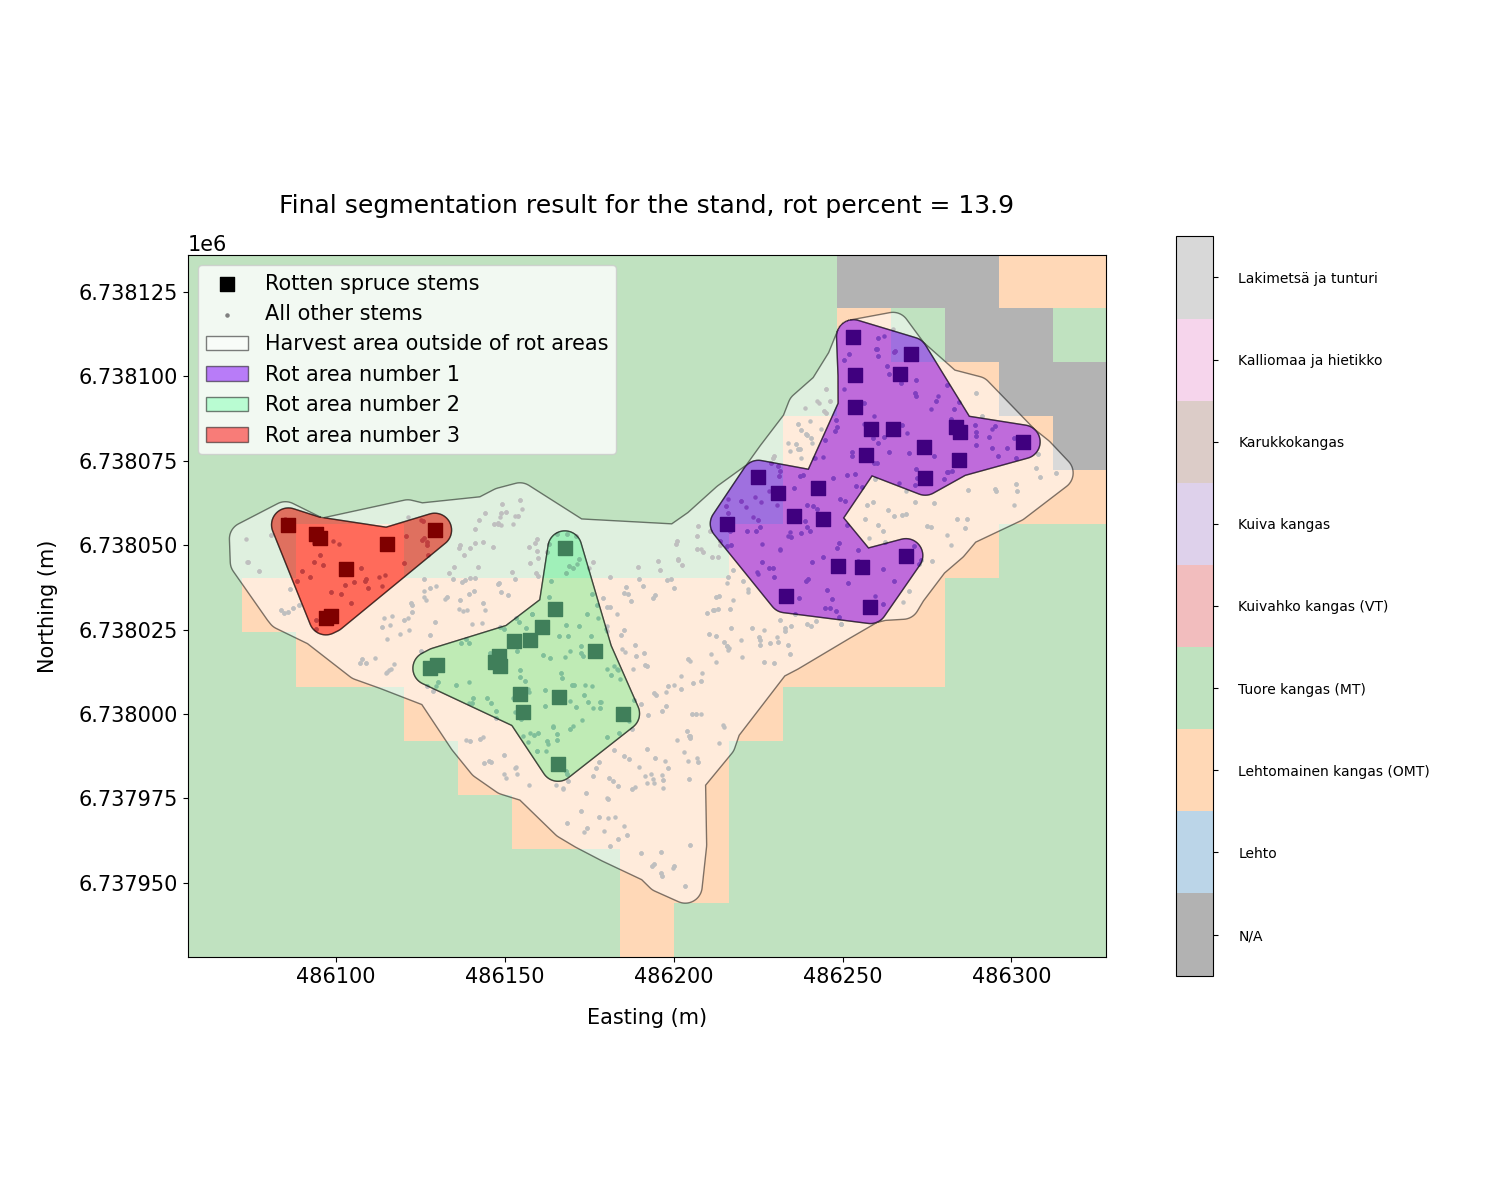 Final segmentation result for the stand, rot percent = 13.9
1e6
Rotten spruce stems
All other stems
Harvest area outside of rot areas
Rot area number 1
Rot area number 2
Rot area number 3
6.738125
6.738100
6.738075
6.738050
6.738025
6.738000
6.737975
6.737950
Northing (m)
486100 486150 486200 486250 486300
Easting (m)
Lakimetsä ja tunturi
Kalliomaa ja hietikko
Karukkokangas
Kuiva kangas
Kuivahko kangas (VT)
Tuore kangas (MT)
Lehtomainen kangas (OMT)
Lehto
N/A